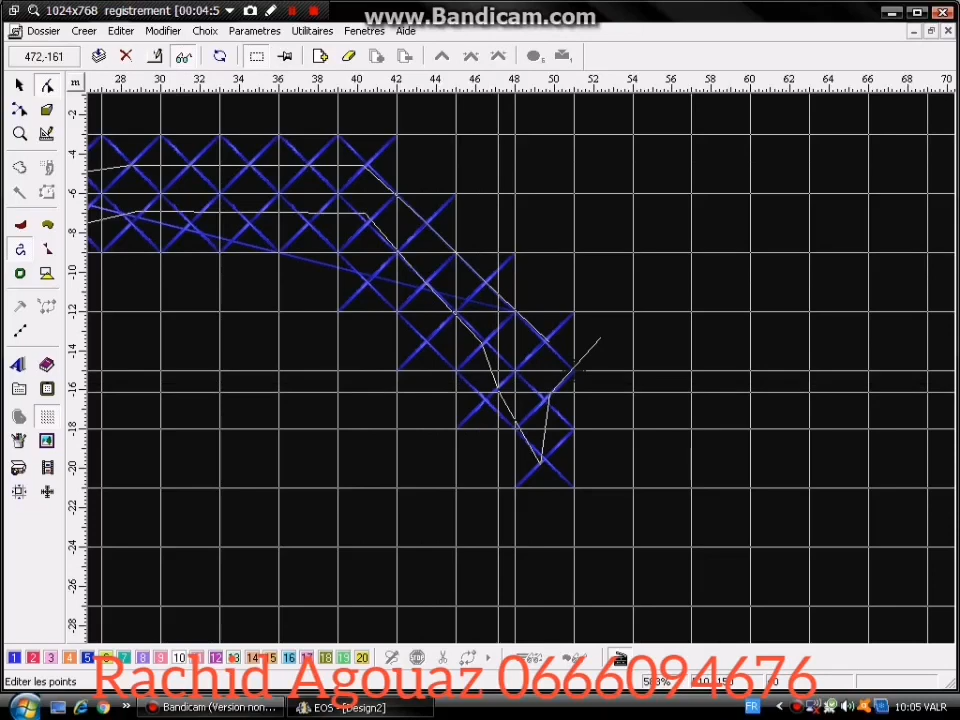 1024x768 registrement [00:04:5
www.Bandicam.com
Dossier Creer Editer Modifier Choix Parametres Utilitaires Fenetres Aide
472,-161
m 28 30 32 34 36 38 40 42 44 46 48 50 52 54 56 58 60 62 64 66 68 70
-2
-4
-6
-8
-10
-12
-14
-16
-18
-20
-22
-24
-26
-28
1 2 3 4 5 6 7 8 9 10 11 12 13 14 15 16 17 18 19 20
STOP
Rachid Agouaz 0666094676
Editer les points
Bandicam (Version non... EOS - [Design2] FR 10:05 VALR